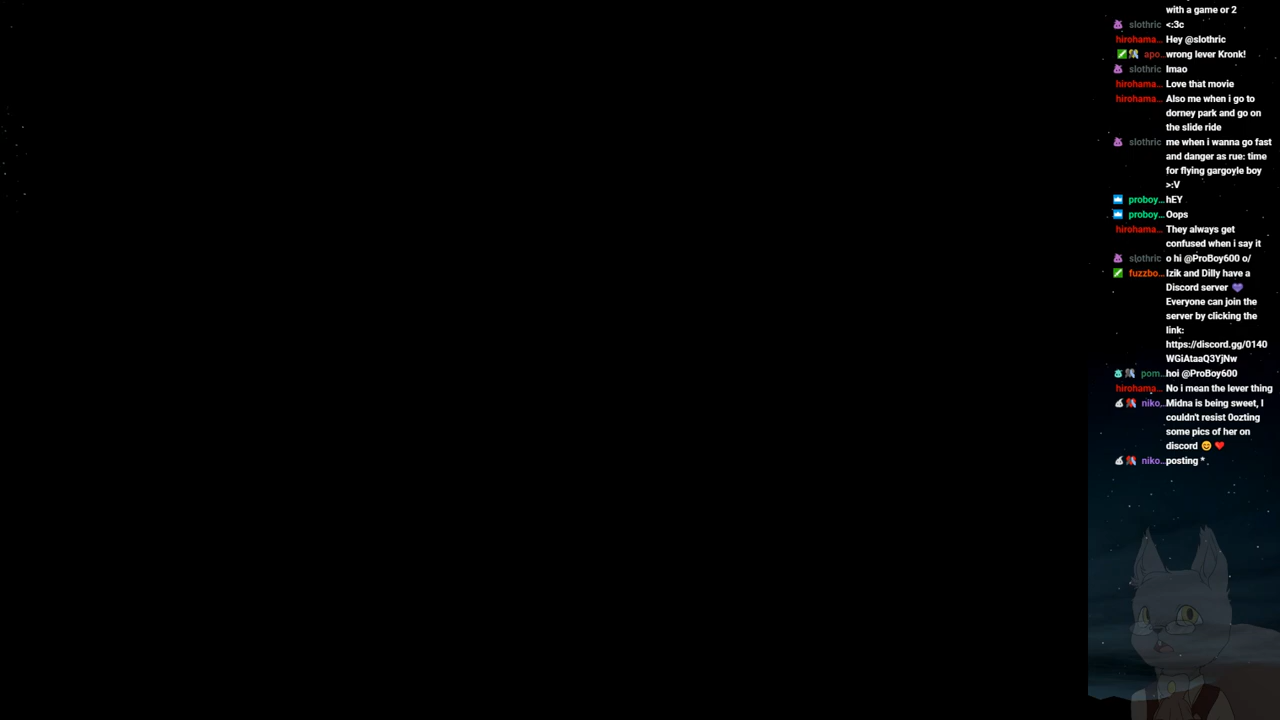 with a game or 2
slothric <:3c
hirohama... Hey @slothric
apo... wrong lever Kronk!
slothric lmao
hirohama... Love that movie
hirohama... Also me when i go to
dorney park and go on
the slide ride
slothric me when i wanna go fast
and danger as rue: time
for flying gargoyle boy
>:V
proboy... hEY
proboy... Oops
hirohama... They always get
confused when i say it
slothric o hi @ProBoy600 o/
fuzzbo... Izik and Dilly have a
Discord server 💜
Everyone can join the
server by clicking the
link:
https://discord.gg/0140
WGiAtaaQ3YjNw
pom... hoi @ProBoy600
hirohama... No i mean the lever thing
niko... Midna is being sweet, I
couldn't resist 0ozting
some pics of her on
discord 😊 ❤️
niko... posting *